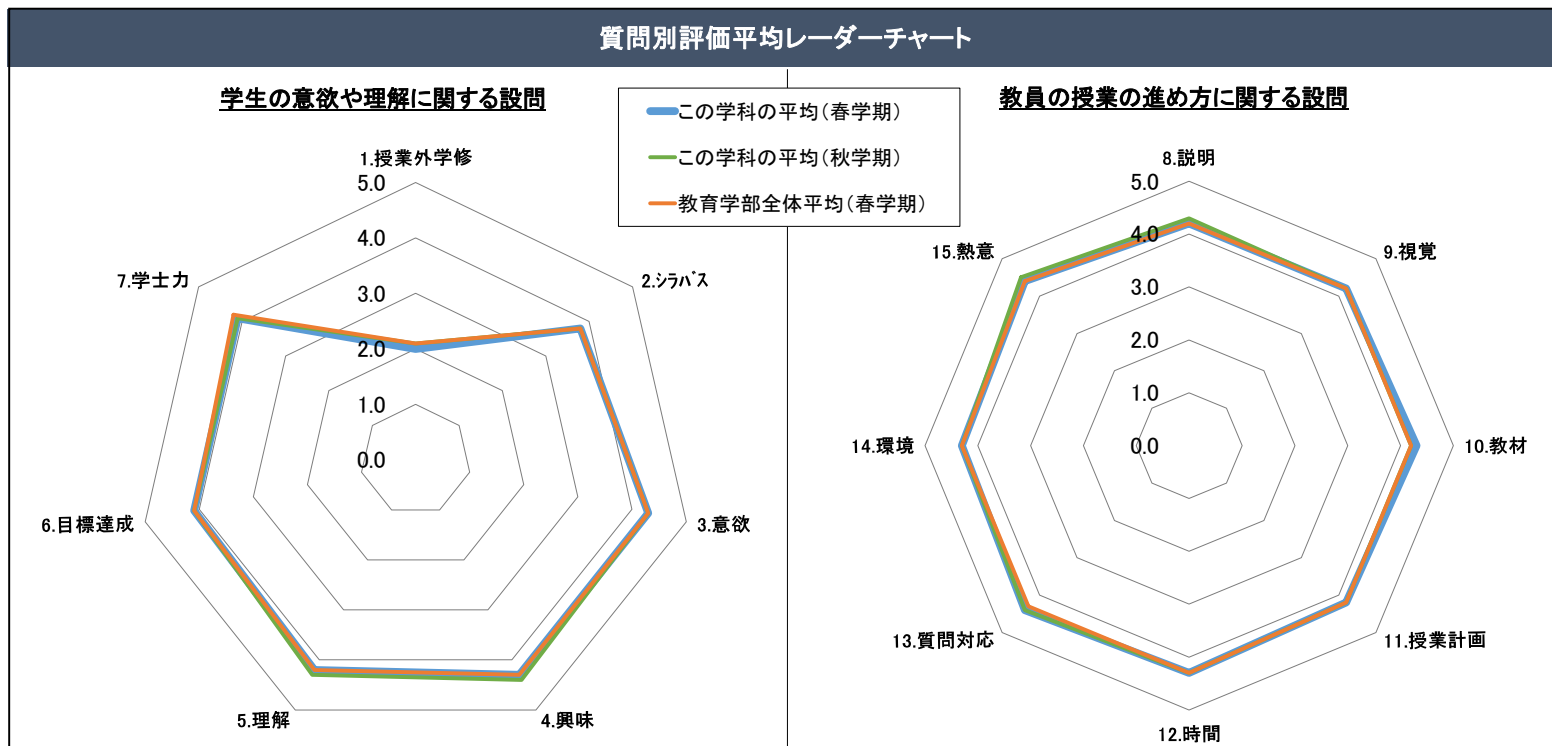 質問別評価平均レーダーチャート
学生の意欲や理解に関する設問
この学科の平均(春学期)
この学科の平均(秋学期)
教育学部全体平均(春学期)
教員の授業の進め方に関する設問
1.授業外学修
2.シラバス
3.意欲
4.興味
5.理解
6.目標達成
7.学士力
5.0
4.0
3.0
2.0
1.0
0.0
8.説明
9.視覚
10.教材
11.授業計画
12.時間
13.質問対応
14.環境
15.熱意
5.0
4.0
3.0
2.0
1.0
0.0